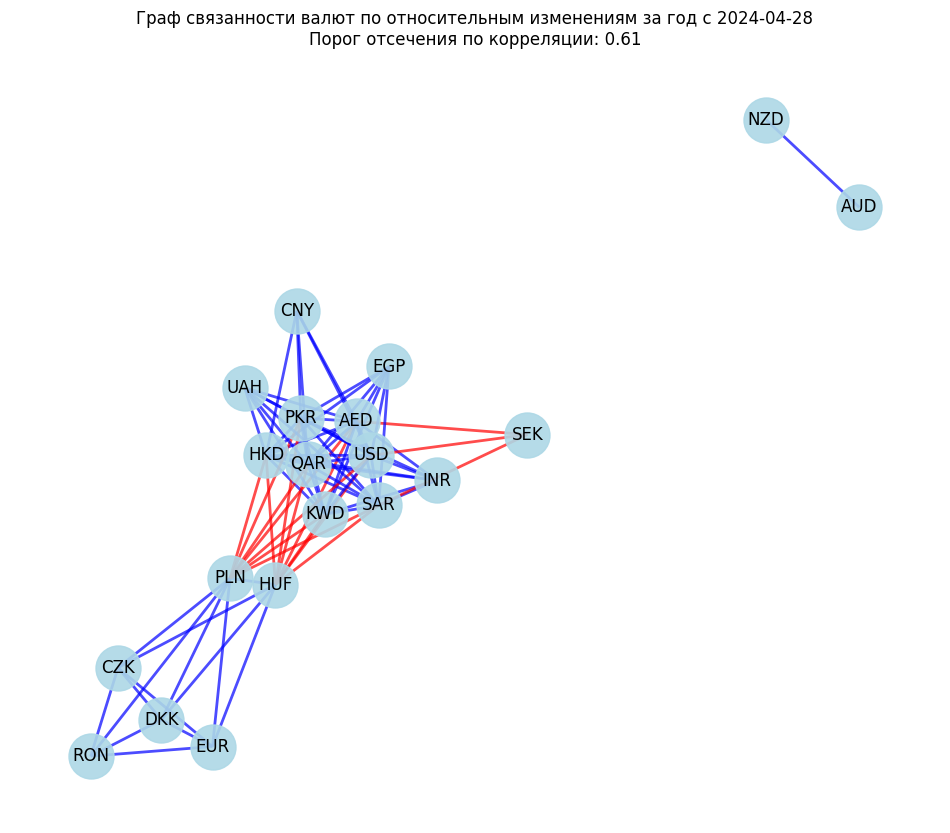 Граф связанности валют по относительным изменениям за год с 2024-04-28
Порог отсечения по корреляции: 0.61
NZD
AUD
CNY
EGP
UAH
PKR
AED
SEK
HKD
QAR
USD
INR
SAR
KWD
PLN
HUF
CZK
DKK
EUR
RON